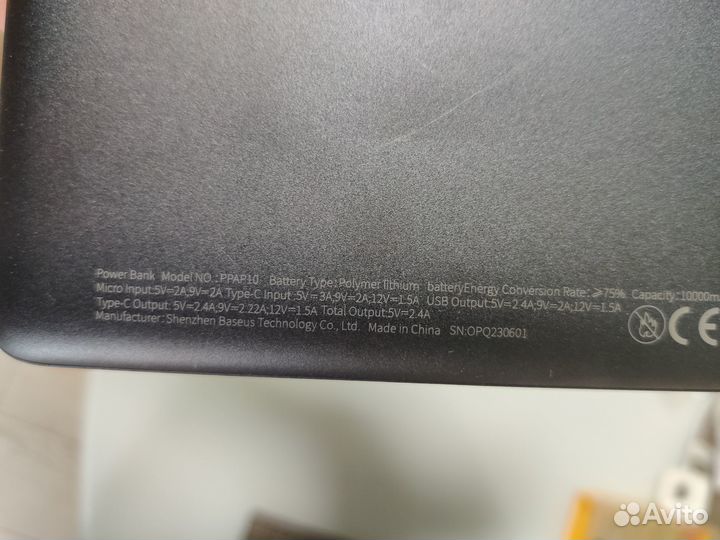 Power Bank Model NO.:PPAP10 Battery Type:Polymer lithium batteryEnergy Conversion Rate: ⩾75% Capacity:10000m
Micro Input:5V⎓2A,9V⎓2A Type-C Input:5V⎓3A,9V⎓2A;12V⎓1.5A USB Output:5V⎓2.4A;9V⎓2A;12V⎓1.5A
Type-C Output: 5V⎓2.4A,9V⎓2.22A;12V⎓1.5A Total Output:5V⎓2.4A
Manufacturer:Shenzhen Baseus Technology Co., Ltd. Made in China SN:OPQ230601
CE
Avito